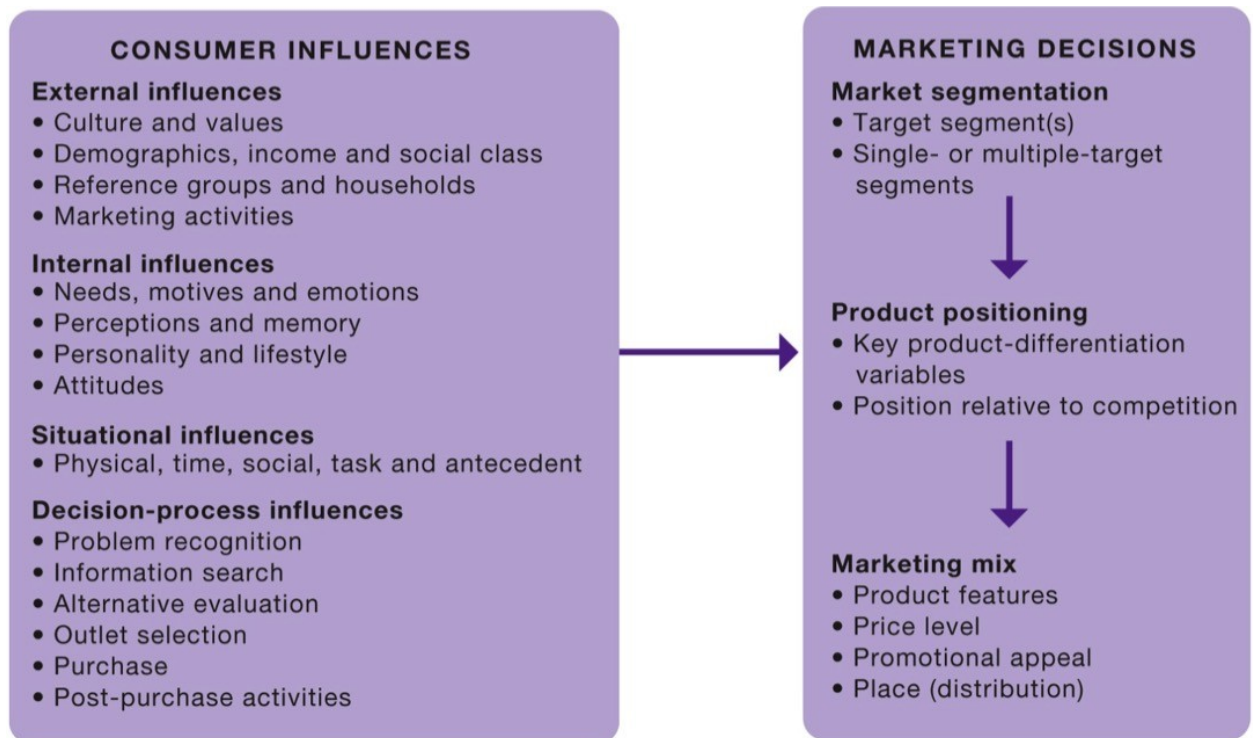 CONSUMER INFLUENCES
External influences
• Culture and values
• Demographics, income and social class
• Reference groups and households
• Marketing activities
Internal influences
• Needs, motives and emotions
• Perceptions and memory
• Personality and lifestyle
• Attitudes
Situational influences
• Physical, time, social, task and antecedent
Decision-process influences
• Problem recognition
• Information search
• Alternative evaluation
• Outlet selection
• Purchase
• Post-purchase activities
MARKETING DECISIONS
Market segmentation
• Target segment(s)
• Single- or multiple-target
segments
Product positioning
• Key product-differentiation
variables
• Position relative to competition
Marketing mix
• Product features
• Price level
• Promotional appeal
• Place (distribution)